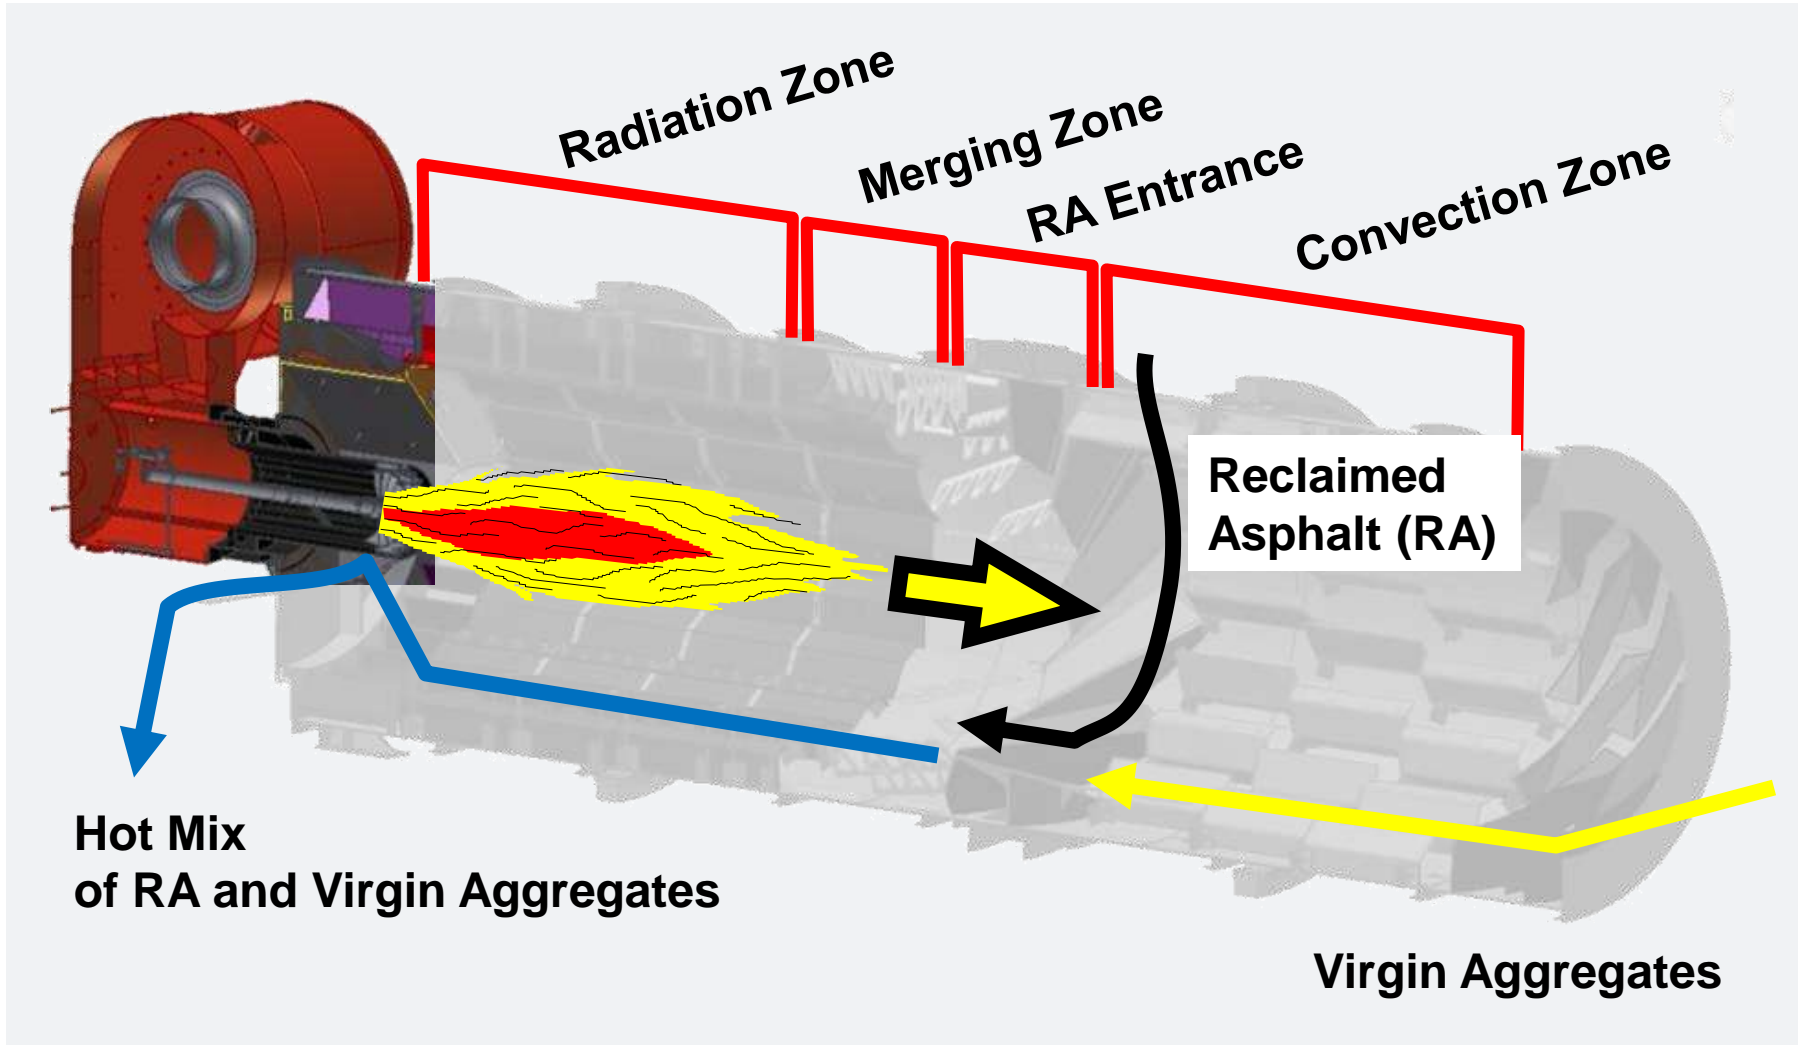 Radiation Zone
Merging Zone
RA Entrance
Convection Zone
Reclaimed
Asphalt (RA)
Hot Mix
of RA and Virgin Aggregates
Virgin Aggregates